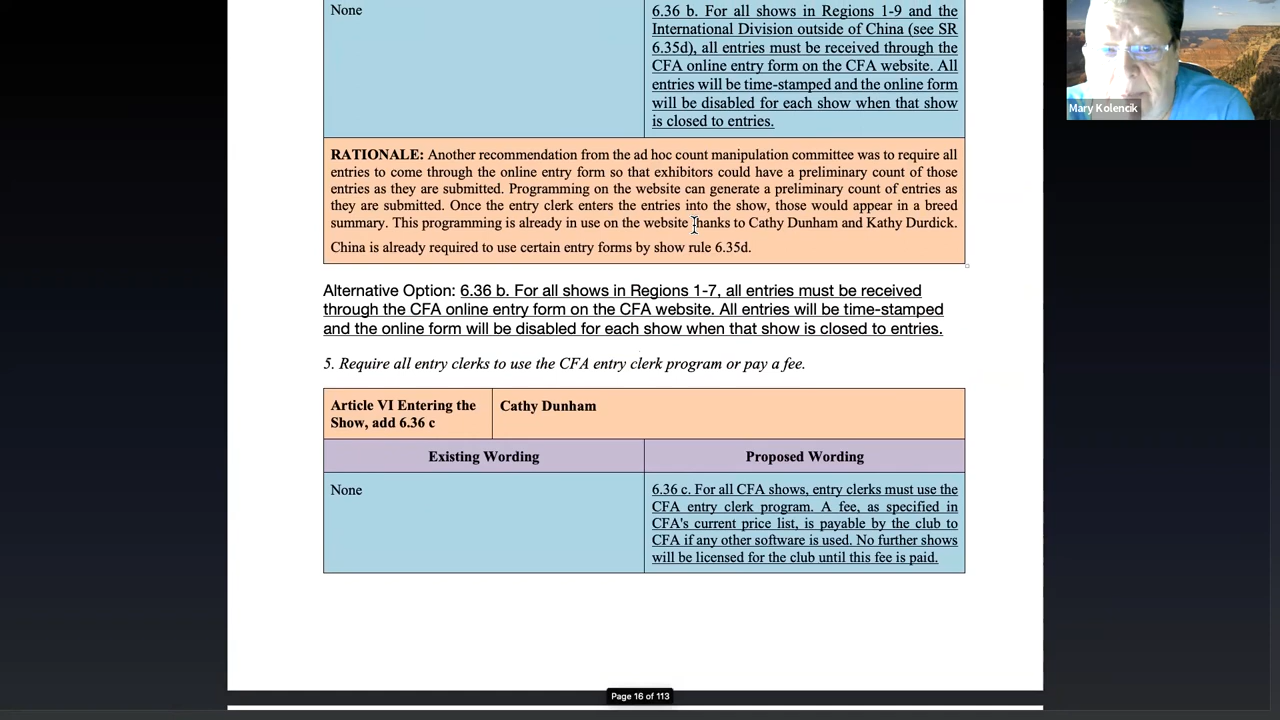 None
6.36 b. For all shows in Regions 1-9 and the
International Division outside of China (see SR
6.35d), all entries must be received through the
CFA online entry form on the CFA website. All
entries will be time-stamped and the online form
will be disabled for each show when that show
is closed to entries.
Mary Kolencik
RATIONALE: Another recommendation from the ad hoc count manipulation committee was to require all
entries to come through the online entry form so that exhibitors could have a preliminary count of those
entries as they are submitted. Programming on the website can generate a preliminary count of entries as
they are submitted. Once the entry clerk enters the entries into the show, those would appear in a breed
summary. This programming is already in use on the website thanks to Cathy Dunham and Kathy Durdick.
China is already required to use certain entry forms by show rule 6.35d.
Alternative Option: 6.36 b. For all shows in Regions 1-7, all entries must be received
through the CFA online entry form on the CFA website. All entries will be time-stamped
and the online form will be disabled for each show when that show is closed to entries.
5. Require all entry clerks to use the CFA entry clerk program or pay a fee.
Article VI Entering the
Show, add 6.36 c
Cathy Dunham
Existing Wording
Proposed Wording
None
6.36 c. For all CFA shows, entry clerks must use the
CFA entry clerk program. A fee, as specified in
CFA's current price list, is payable by the club to
CFA if any other software is used. No further shows
will be licensed for the club until this fee is paid.
Page 16 of 113